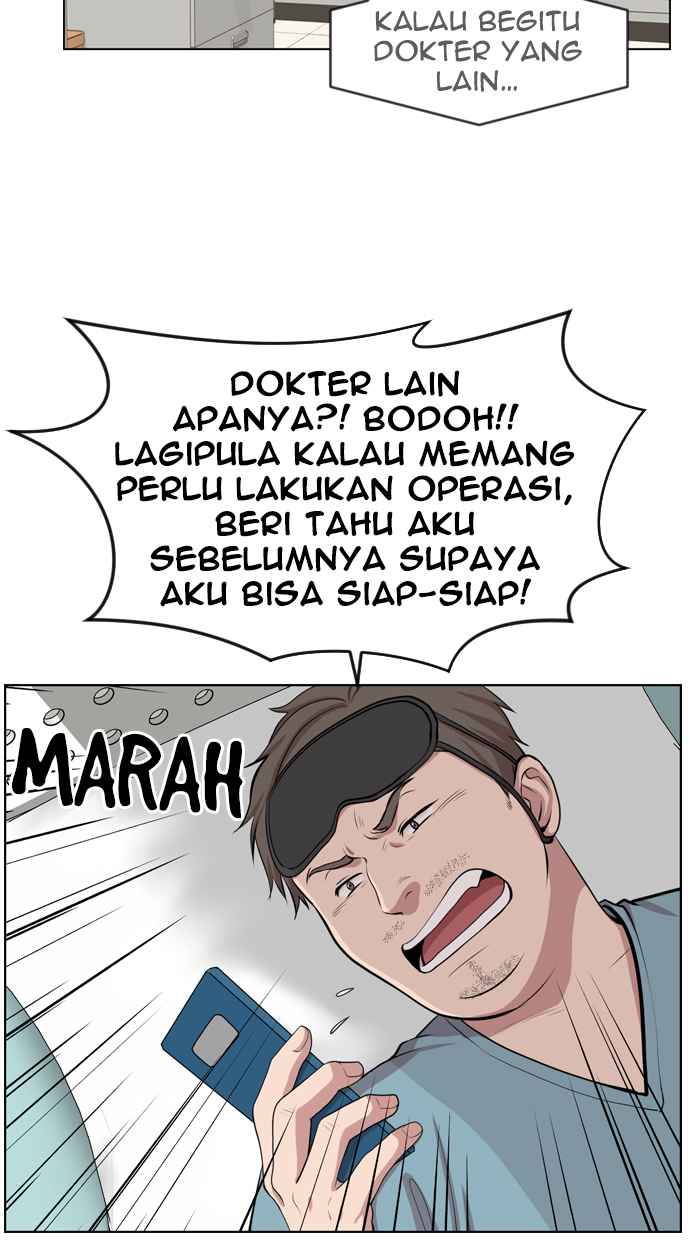 KALAU BEGITU
DOKTER YANG
LAIN...
DOKTER LAIN
APANYA?! BODOH!!
LAGIPULA KALAU MEMANG
PERLU LAKUKAN OPERASI,
BERI TAHU AKU
SEBELUMNYA SUPAYA
AKU BISA SIAP-SIAP!
MARAH